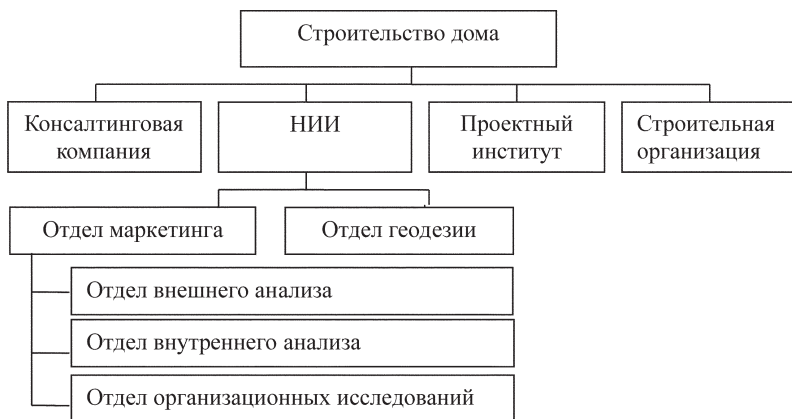 Строительство дома
Консалтинговая
компания
НИИ
Проектный
институт
Строительная
организация
Отдел маркетинга
Отдел геодезии
Отдел внешнего анализа
Отдел внутреннего анализа
Отдел организационных исследований